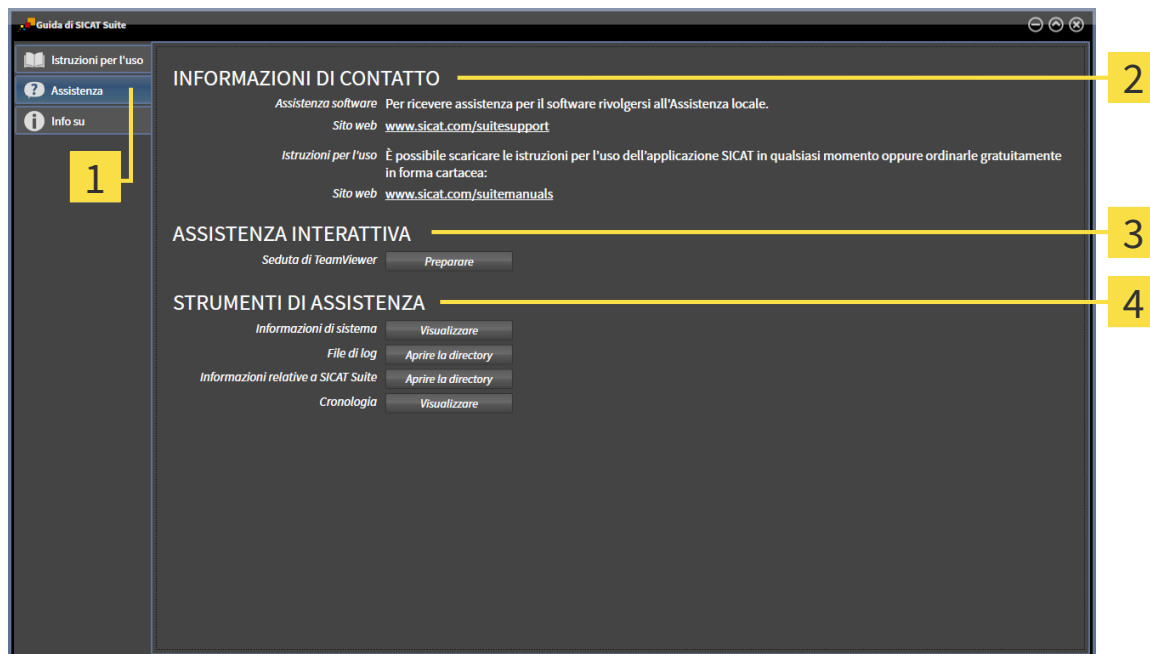 Guida di SICAT Suite
Istruzioni per l'uso
Assistenza
Info su
1
INFORMAZIONI DI CONTATTO
2
Assistenza software Per ricevere assistenza per il software rivolgersi all'Assistenza locale.
Sito web www.sicat.com/suitesupport
Istruzioni per l'uso È possibile scaricare le istruzioni per l'uso dell'applicazione SICAT in qualsiasi momento oppure ordinarle gratuitamente
in forma cartacea:
Sito web www.sicat.com/suitemanuals
ASSISTENZA INTERATTIVA
3
Seduta di TeamViewer Preparare
STRUMENTI DI ASSISTENZA
4
Informazioni di sistema Visualizzare
File di log Aprire la directory
Informazioni relative a SICAT Suite Aprire la directory
Cronologia Visualizzare